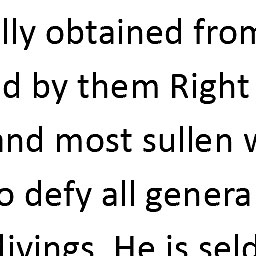 lly obtained from
d by them Right
and most sullen
o defy all genera
livings. He is seld